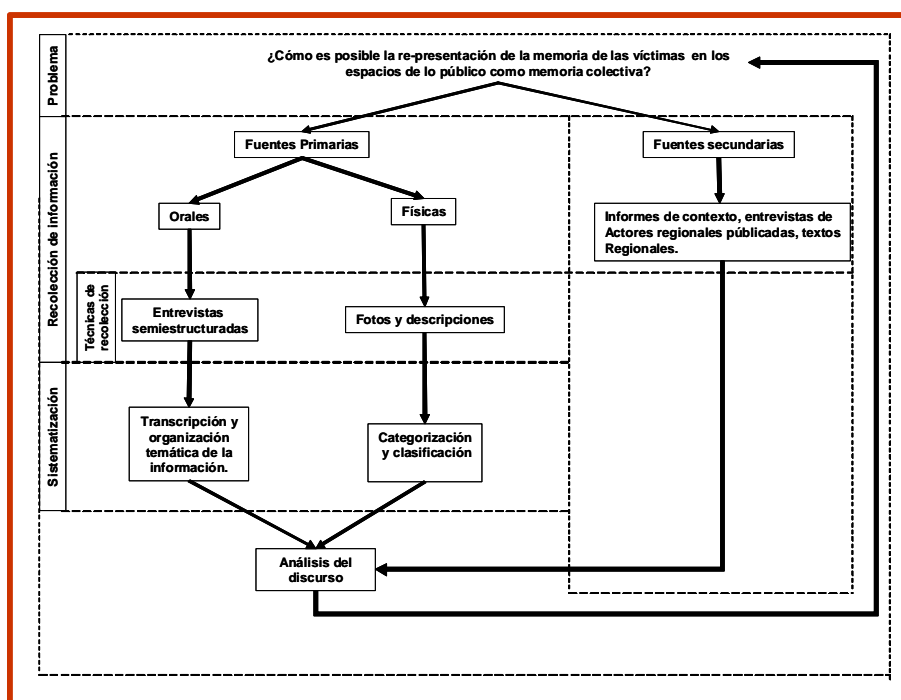 Problema
¿Cómo es posible la re-presentación de la memoria de las víctimas en los
espacios de lo público como memoria colectiva?
Recolección de información
Fuentes Primarias
Fuentes secundarias
Orales
Físicas
Informes de contexto, entrevistas de
Actores regionales públicadas, textos
Regionales.
Técnicas de
recolección
Entrevistas
semiestructuradas
Fotos y descripciones
Sistematización
Transcripción y
organización
temática de la
información.
Categorización
y clasificación
Análisis del
discurso